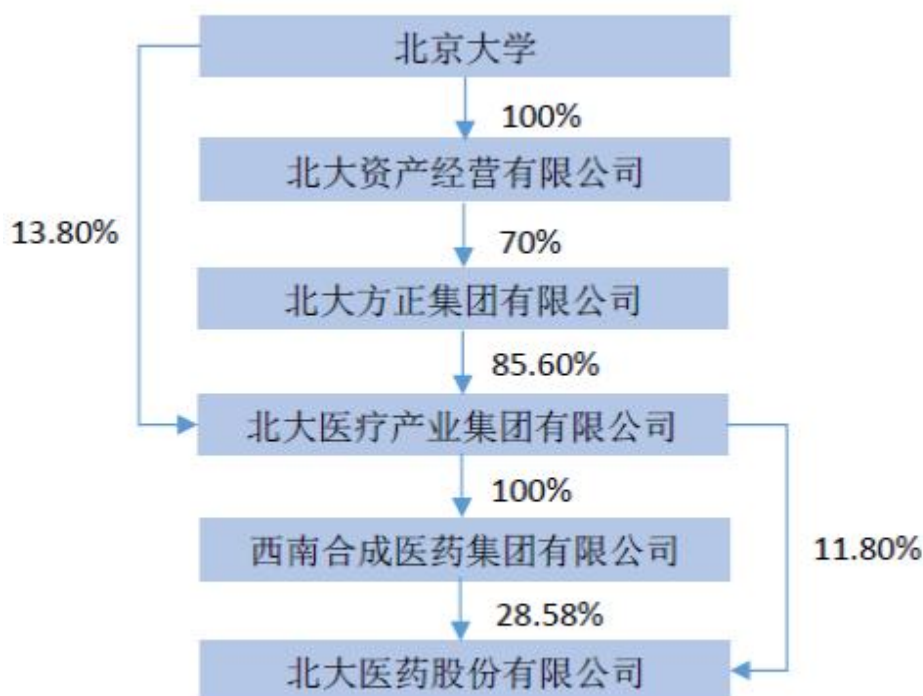 北京大学
100%
北大资产经营有限公司
13.80%
70%
北大方正集团有限公司
85.60%
北大医疗产业集团有限公司
100%
西南合成医药集团有限公司
11.80%
28.58%
北大医药股份有限公司